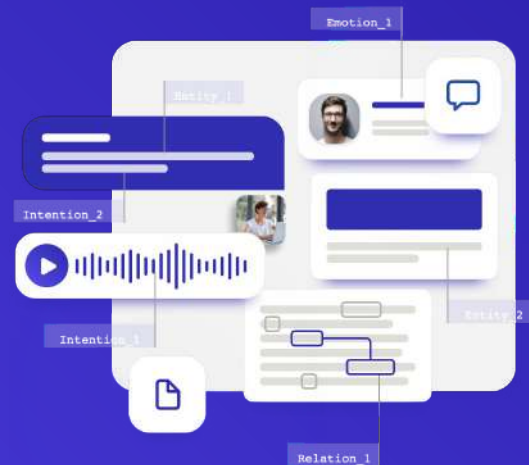 Emotion_1
Entity_1
Intention_2
Entity_2
Intention_1
Relation_1